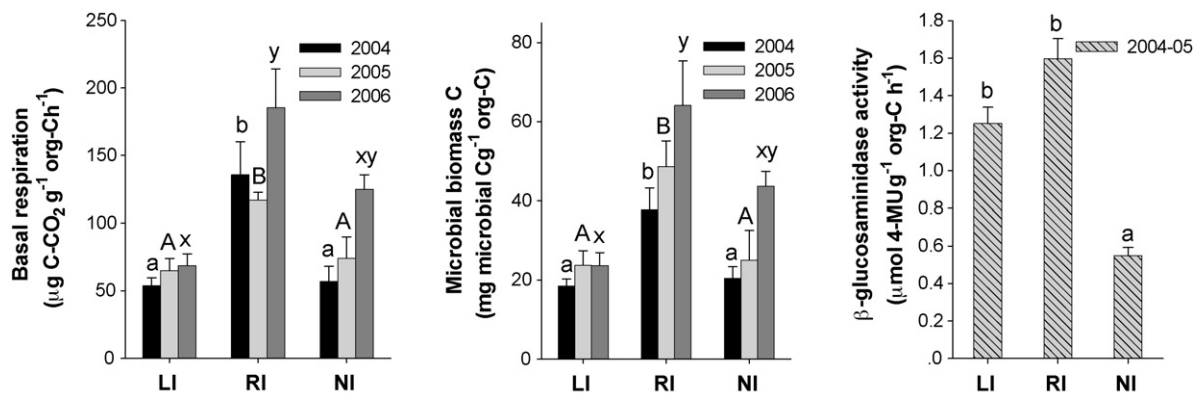 Basal respiration
(μg C-CO₂ g⁻¹ org-Ch⁻¹)
250
200
150
100
50
0
2004
2005
2006
a
A
x
b
B
y
a
A
xy
LI
RI
NI
Microbial biomass C
(mg microbial Cg⁻¹ org-C)
80
60
40
20
0
2004
2005
2006
a
A
x
b
B
y
a
A
xy
LI
RI
NI
β-glucosaminidase activity
(μmol 4-MUg⁻¹ org-C h⁻¹)
1.8
1.6
1.4
1.2
1.0
0.8
0.6
0.4
0.2
.0
2004-05
b
b
a
LI
RI
NI